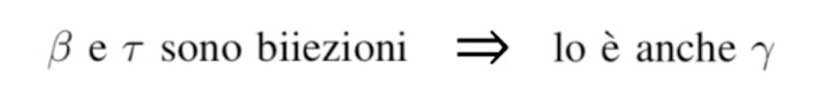 β e τ sono biiezioni ⇒ lo è anche γ